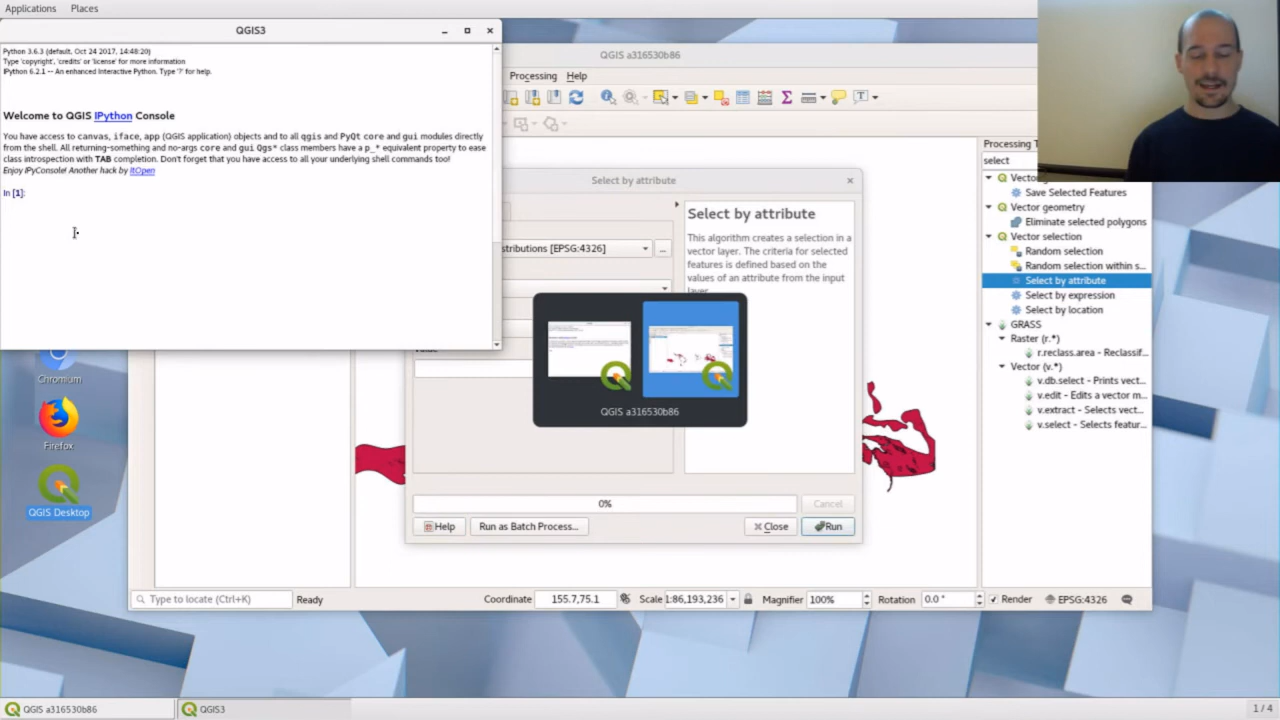 Applications
Places
QGIS3
Python 3.6.3 (default, Oct 24 2017, 14:48:20)
Type 'copyright', 'credits' or 'license' for more information
IPython 6.2.1 -- An enhanced Interactive Python. Type '?' for help.
Welcome to QGIS IPython Console
You have access to canvas, iface, app (QGIS application) objects and to all qgis and PyQt core and gui modules directly
from the shell. All returning-something and no-args core and gui Qgs* class members have a p_* equivalent property to ease
class introspection with TAB completion. Don't forget that you have access to all your underlying shell commands too!
Enjoy IPyConsole! Another hack by ItOpen
In [1]:
QGIS a316530b86
Processing Help
Select by attribute
stributions [EPSG:4326]
...
Select by attribute
This algorithm creates a selection in a
vector layer. The criteria for selected
features is defined based on the
values of an attribute from the input
layer.
QGIS a316530b86
0%
Cancel
Help
Run as Batch Process...
Close
Run
Processing T
select
Vector
Save Selected Features
Vector geometry
Eliminate selected polygons
Vector selection
Random selection
Random selection within s...
Select by attribute
Select by expression
Select by location
GRASS
Raster (r.*)
r.reclass.area - Reclassif...
Vector (v.*)
v.db.select - Prints vect...
v.edit - Edits a vector m...
v.extract - Selects vect...
v.select - Selects featur...
Chromium
Firefox
QGIS Desktop
Type to locate (Ctrl+K)
Ready
Coordinate
155.7,75.1
Scale
1:86,193,236
Magnifier
100%
Rotation
0.0 °
Render
EPSG:4326
QGIS a316530b86
QGIS3
1 / 4